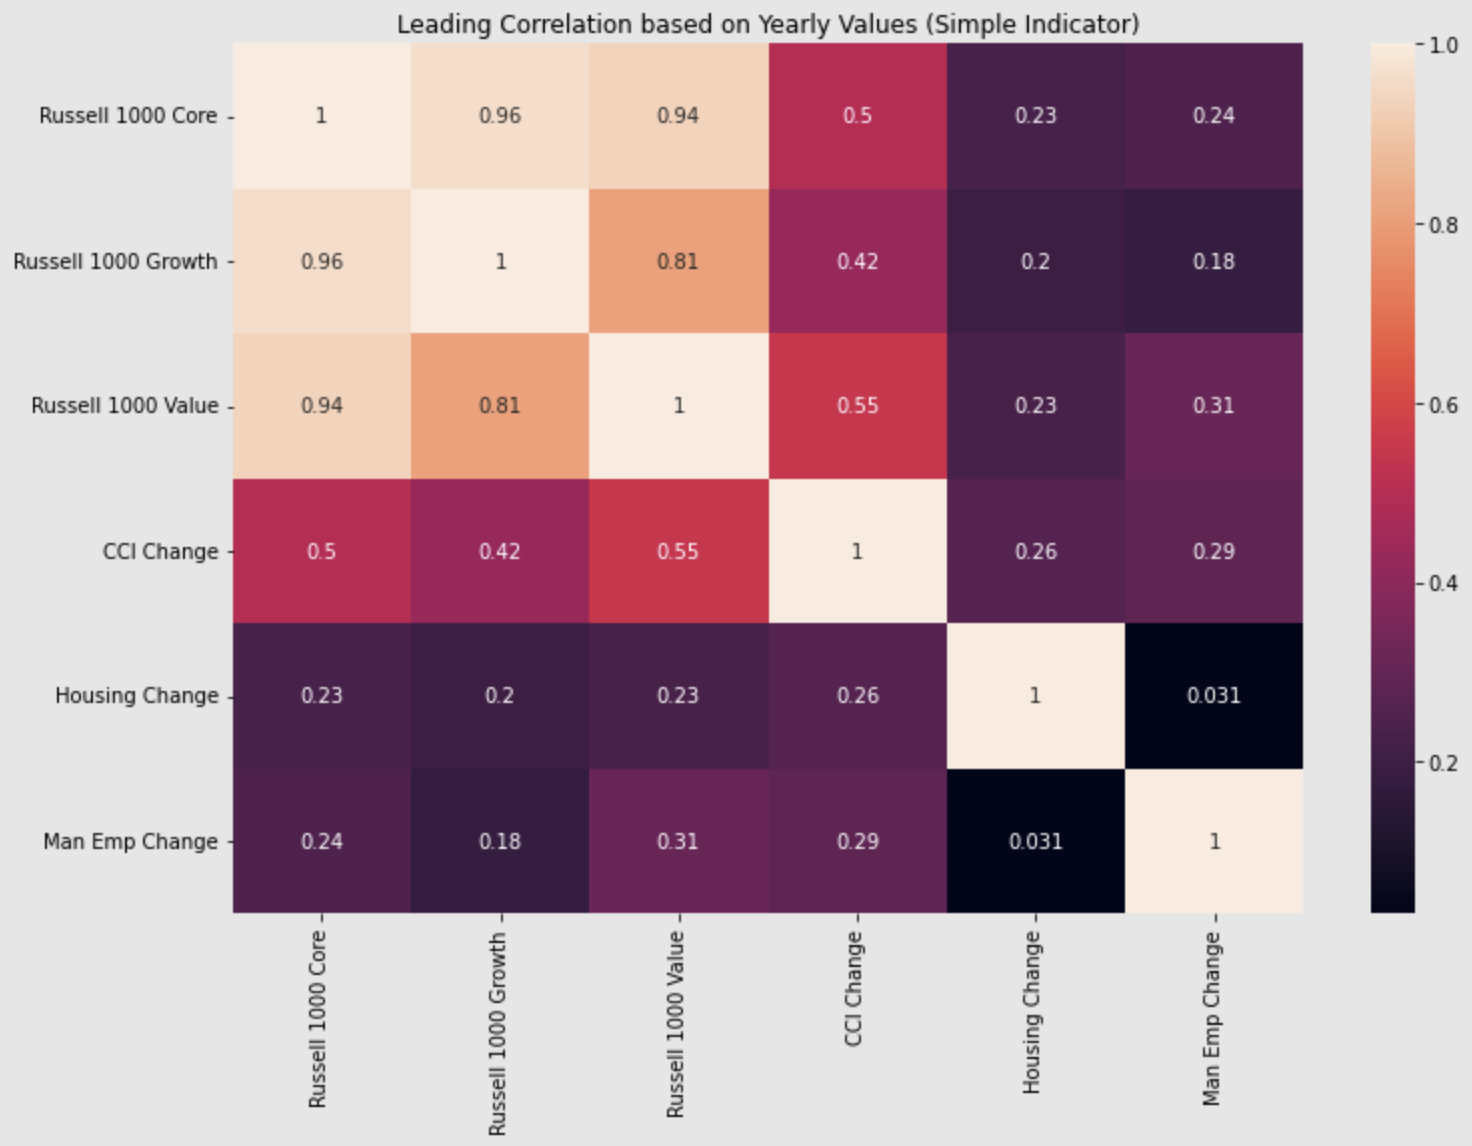 Leading Correlation based on Yearly Values (Simple Indicator)
Russell 1000 Core 1 0.96 0.94 0.5 0.23 0.24
Russell 1000 Growth 0.96 1 0.81 0.42 0.2 0.18
Russell 1000 Value 0.94 0.81 1 0.55 0.23 0.31
CCI Change 0.5 0.42 0.55 1 0.26 0.29
Housing Change 0.23 0.2 0.23 0.26 1 0.031
Man Emp Change 0.24 0.18 0.31 0.29 0.031 1
Russell 1000 Core
Russell 1000 Growth
Russell 1000 Value
CCI Change
Housing Change
Man Emp Change
1.0
0.8
0.6
0.4
0.2